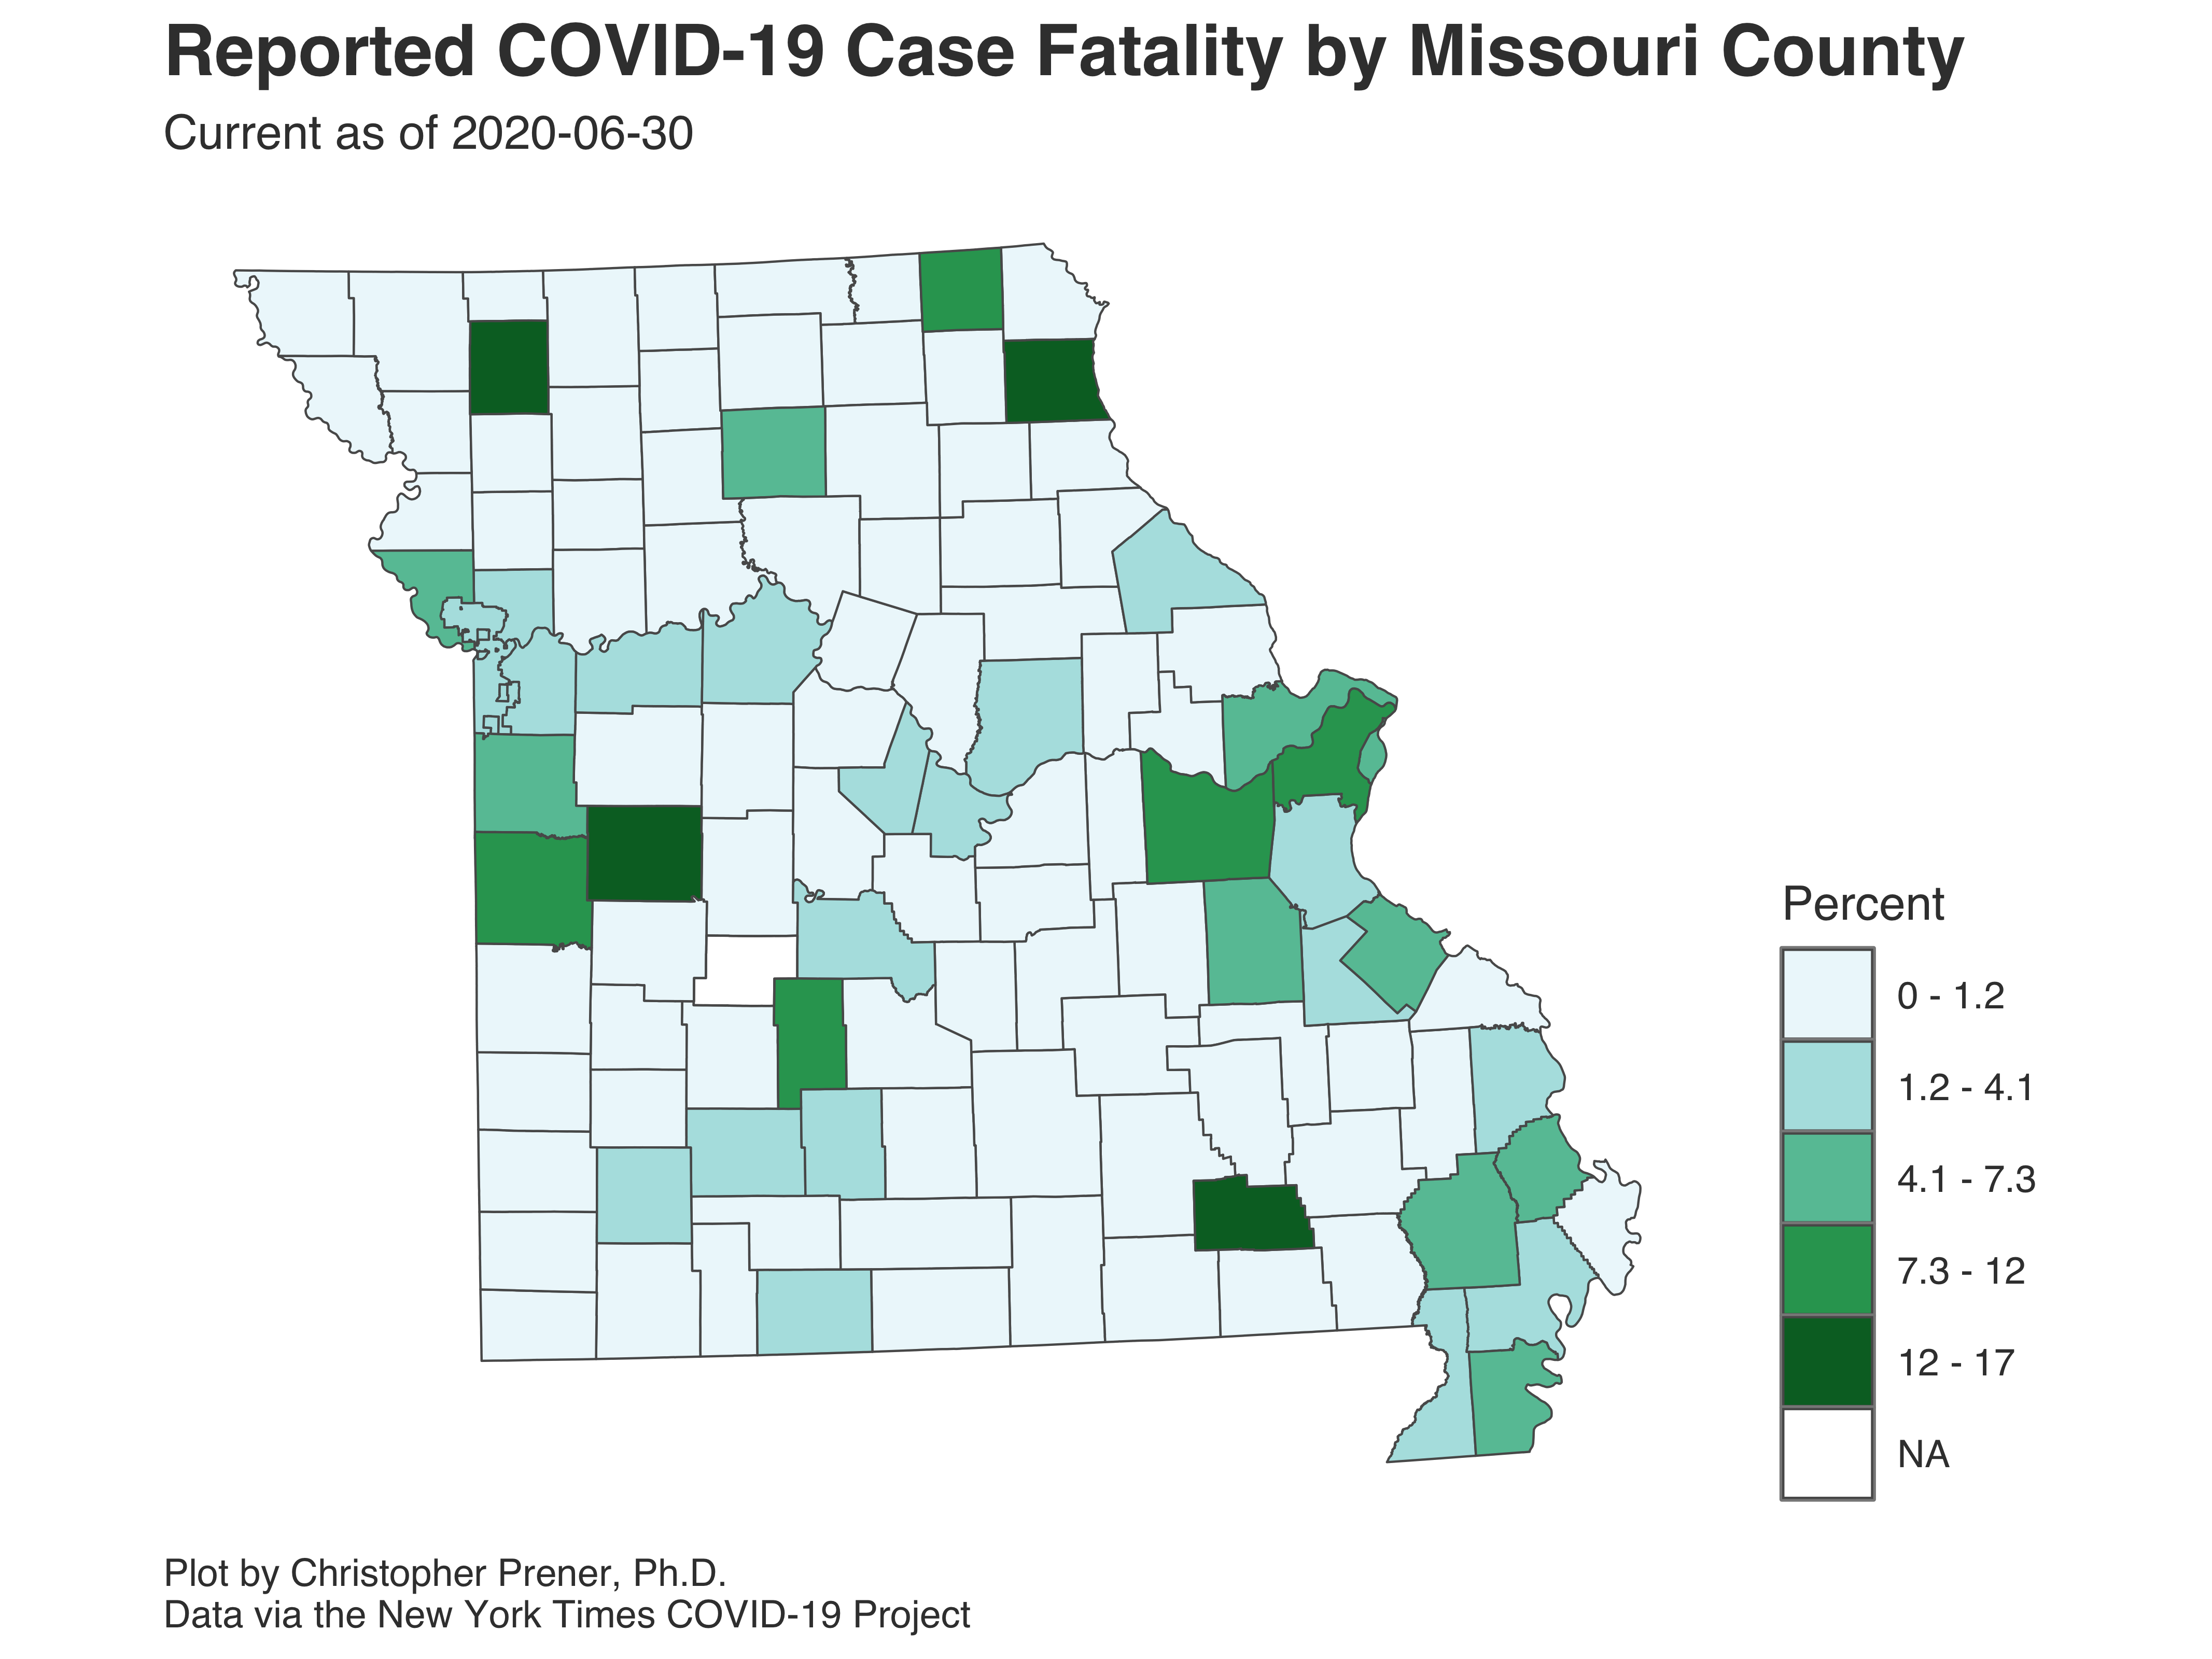 Reported COVID-19 Case Fatality by Missouri County
Current as of 2020-06-30
Percent
0 - 1.2
1.2 - 4.1
4.1 - 7.3
7.3 - 12
12 - 17
NA
Plot by Christopher Prener, Ph.D.
Data via the New York Times COVID-19 Project